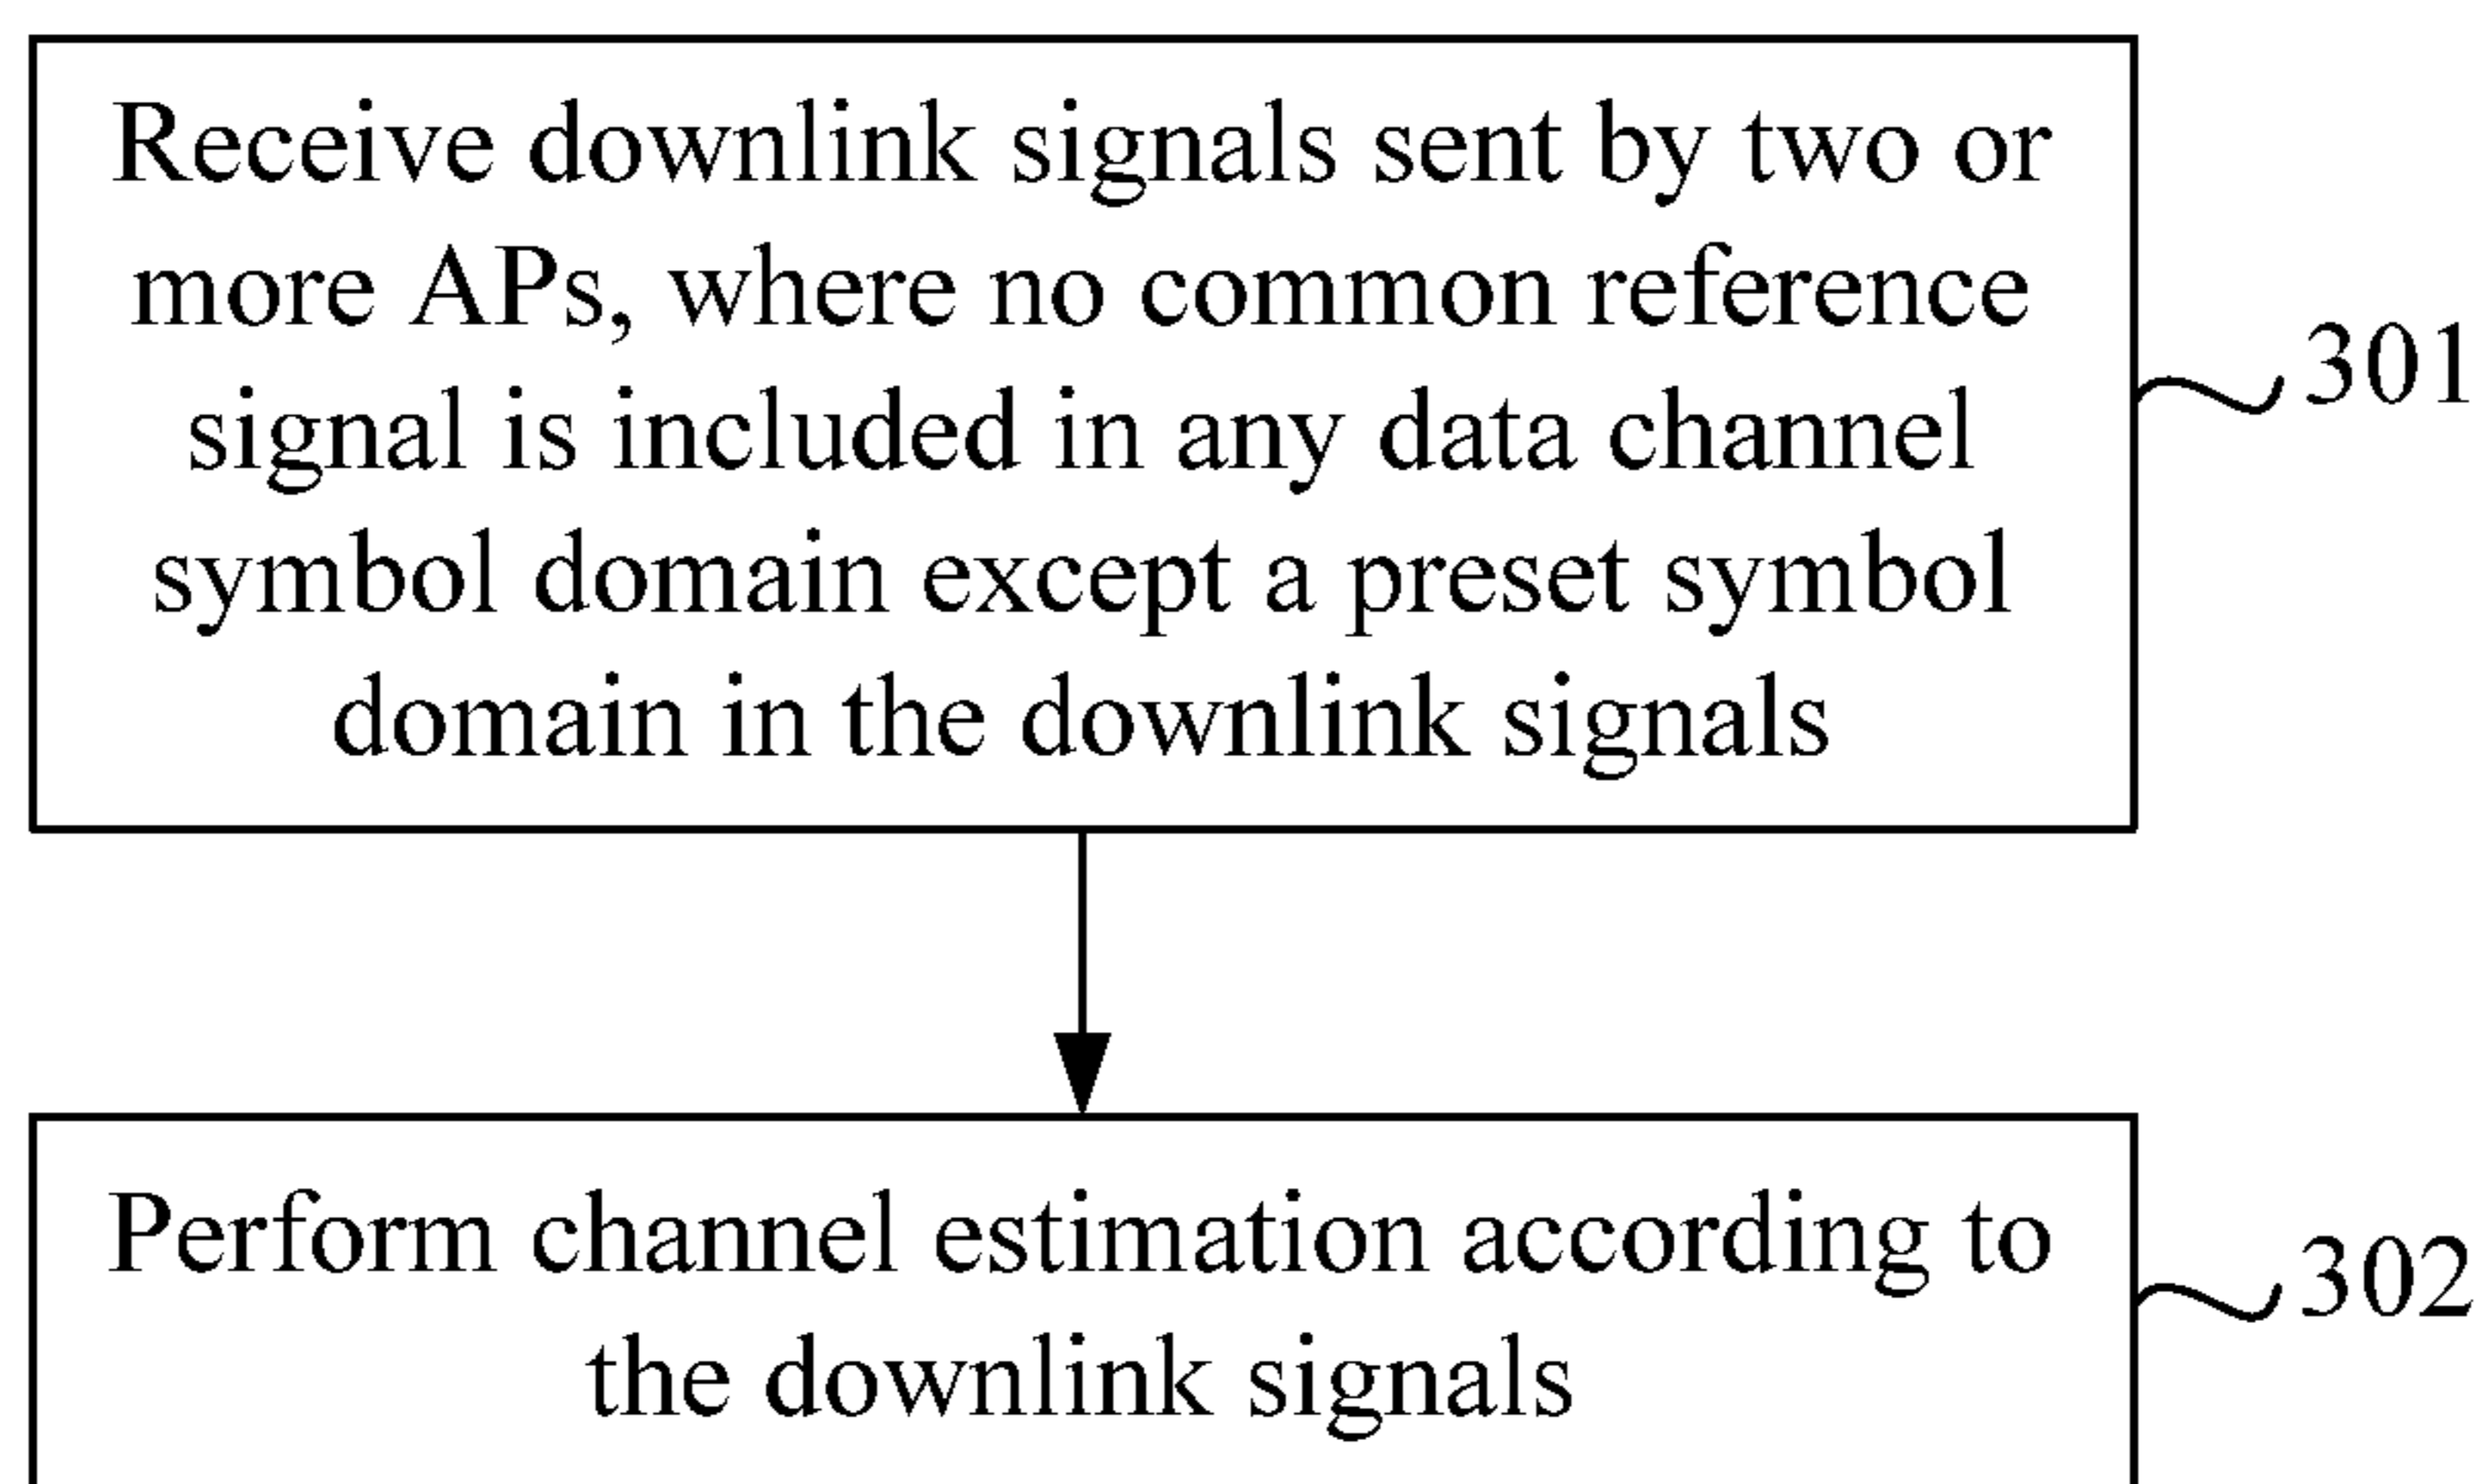 Receive downlink signals sent by two or
more APs, where no common reference
signal is included in any data channel
symbol domain except a preset symbol
domain in the downlink signals
301
Perform channel estimation according to
the downlink signals
302